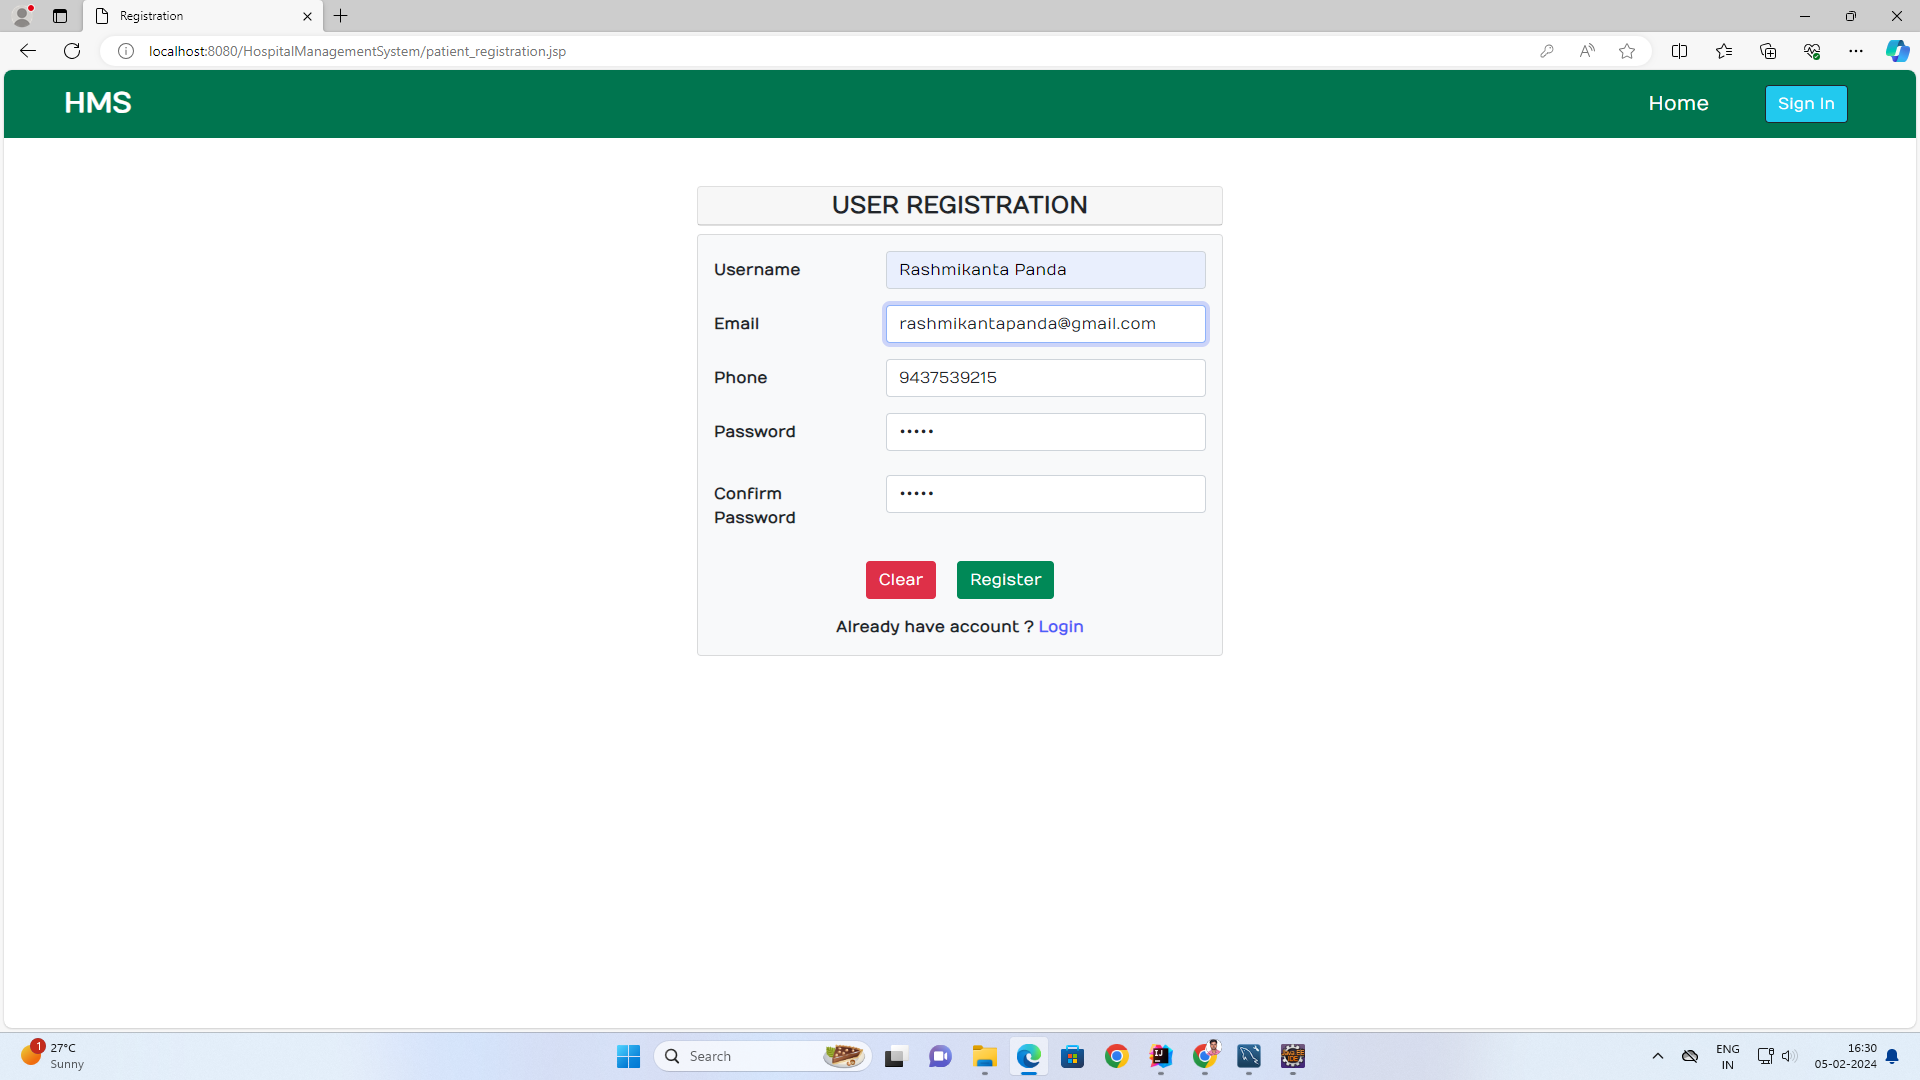 Registration
localhost:8080/HospitalManagementSystem/patient_registration.jsp
HMS
Home
Sign In
USER REGISTRATION
Username
Rashmikanta Panda
Email
rashmikantapanda@gmail.com
Phone
9437539215
Password
•••••
Confirm
Password
•••••
Clear
Register
Already have account ? Login
1
27°C
Sunny
Search
ENG
IN
16:30
05-02-2024